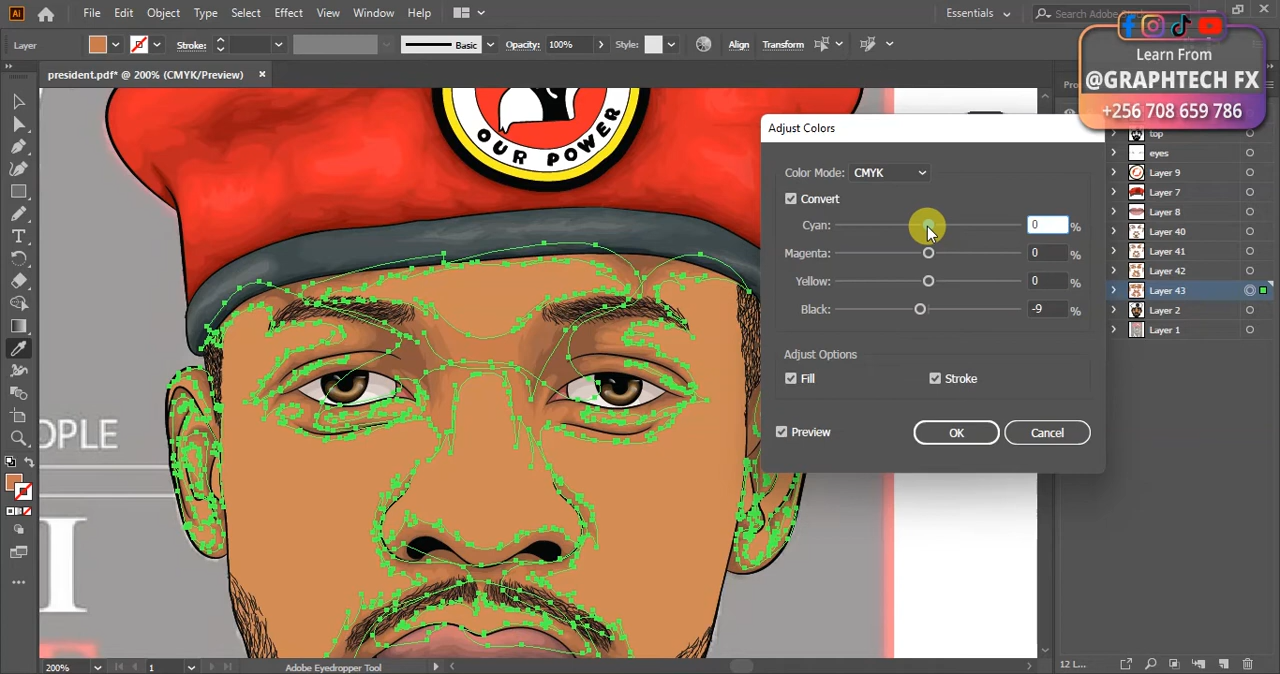 Ai File Edit Object Type Select Effect View Window Help Essentials
Learn From
@GRAPHTECH FX
+256 708 659 786
Layer Stroke: Basic Opacity: 100% Style: Align Transform
president.pdf* @ 200% (CMYK/Preview)
OUR POWER
OPLE
I
Adjust Colors
Color Mode: CMYK
Convert
Cyan: 0 %
Magenta: 0 %
Yellow: 0 %
Black: -9 %
Adjust Options
Fill Stroke
Preview OK Cancel
top
eyes
Layer 9
Layer 7
Layer 8
Layer 40
Layer 41
Layer 42
Layer 43
Layer 2
Layer 1
200% 1 Adobe Eyedropper Tool 12 L...